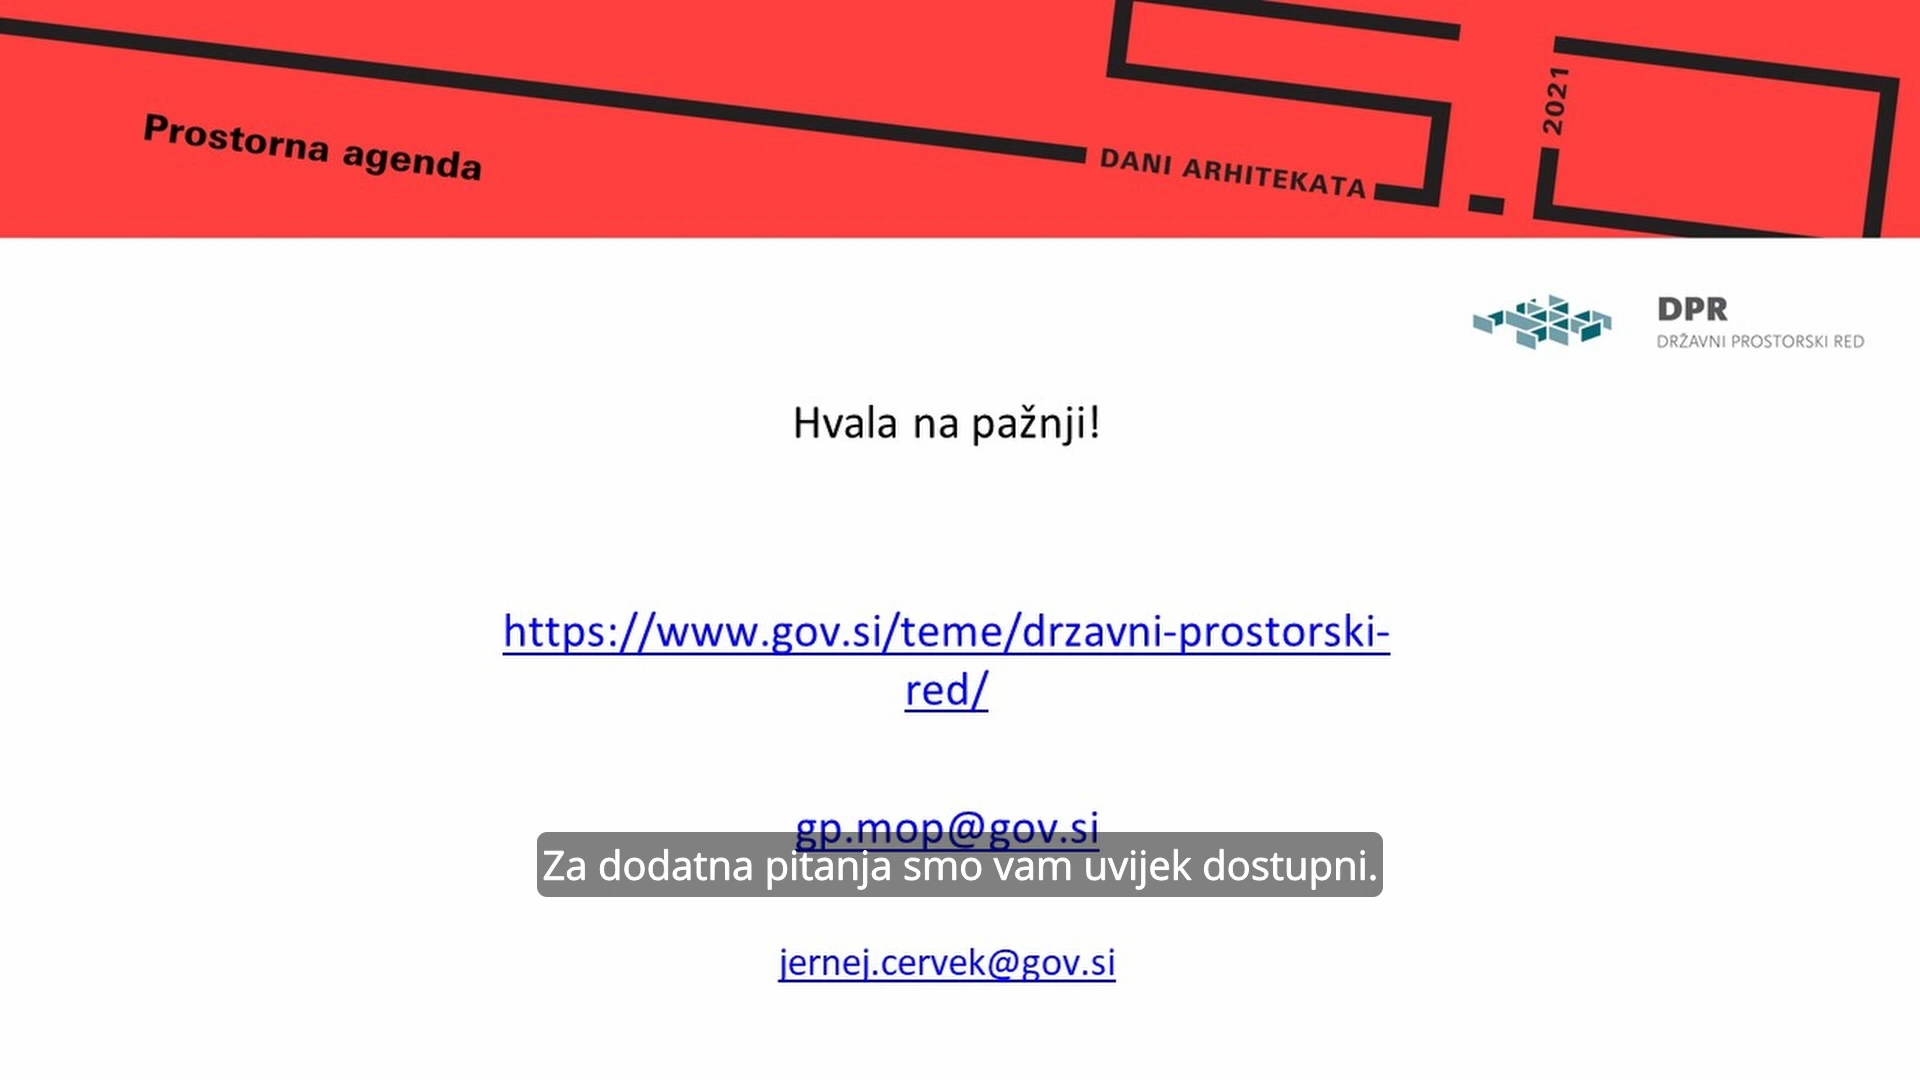 Prostorna agenda
DANI ARHITEKATA
2021
DPR
DRŽAVNI PROSTORSKI RED
Hvala na pažnji!
https://www.gov.si/teme/drzavni-prostorski-
red/
gp.mop@gov.si
Za dodatna pitanja smo vam uvijek dostupni.
jernej.cervek@gov.si